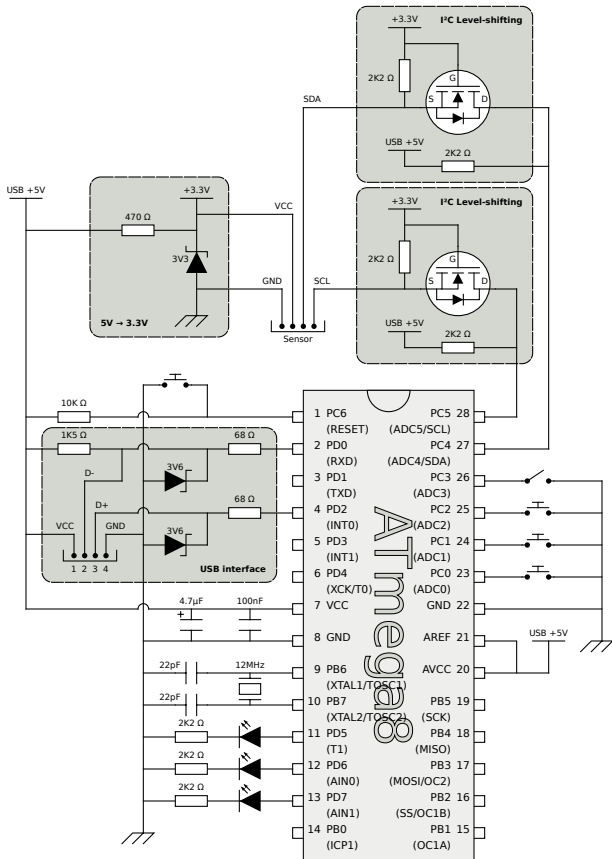 +3.3V
I²C Level-shifting
2K2 Ω
G
S
D
SDA
USB +5V
2K2 Ω
USB +5V
+3.3V
470 Ω
VCC
3V3
GND
5V → 3.3V
+3.3V
I²C Level-shifting
2K2 Ω
G
S
D
SCL
USB +5V
2K2 Ω
Sensor
10K Ω
1K5 Ω
68 Ω
3V6
D-
D+
68 Ω
3V6
VCC
GND
1 2 3 4
USB interface
4.7µF
+
100nF
22pF
12MHz
22pF
2K2 Ω
2K2 Ω
2K2 Ω
ATmega8
1 PC6
(RESET)
2 PD0
(RXD)
3 PD1
(TXD)
4 PD2
(INT0)
5 PD3
(INT1)
6 PD4
(XCK/T0)
7 VCC
8 GND
9 PB6
(XTAL1/TOSC1)
10 PB7
(XTAL2/TOSC2)
11 PD5
(T1)
12 PD6
(AIN0)
13 PD7
(AIN1)
14 PB0
(ICP1)
PC5 28
(ADC5/SCL)
PC4 27
(ADC4/SDA)
PC3 26
(ADC3)
PC2 25
(ADC2)
PC1 24
(ADC1)
PC0 23
(ADC0)
GND 22
AREF 21
AVCC 20
PB5 19
(SCK)
PB4 18
(MISO)
PB3 17
(MOSI/OC2)
PB2 16
(SS/OC1B)
PB1 15
(OC1A)
USB +5V